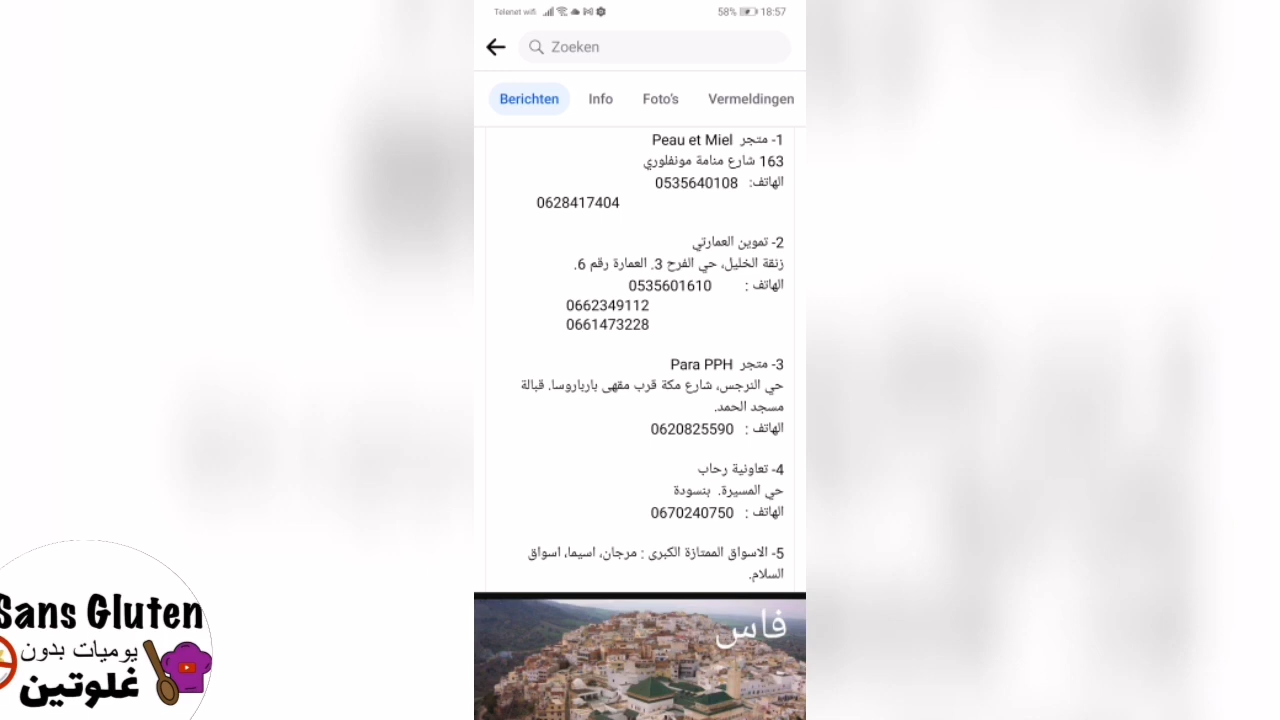 Telenet wifi 58% 18:57
Zoeken
Berichten Info Foto's Vermeldingen
1- متجر Peau et Miel
163 شارع منامة مونفلوري
الهاتف: 0535640108
0628417404
2- تموين العمارتي
زنقة الخليل، حي الفرح 3. العمارة رقم 6.
الهاتف : 0535601610
0662349112
0661473228
3- متجر Para PPH
حي النرجس، شارع مكة قرب مقهى بارباروسا. قبالة
مسجد الحمد.
الهاتف : 0620825590
4- تعاونية رحاب
حي المسيرة. بنسودة
الهاتف : 0670240750
5- الاسواق الممتازة الكبرى : مرجان، اسيما، اسواق
السلام.
فاس
Sans Gluten
يوميات بدون
غلوتين